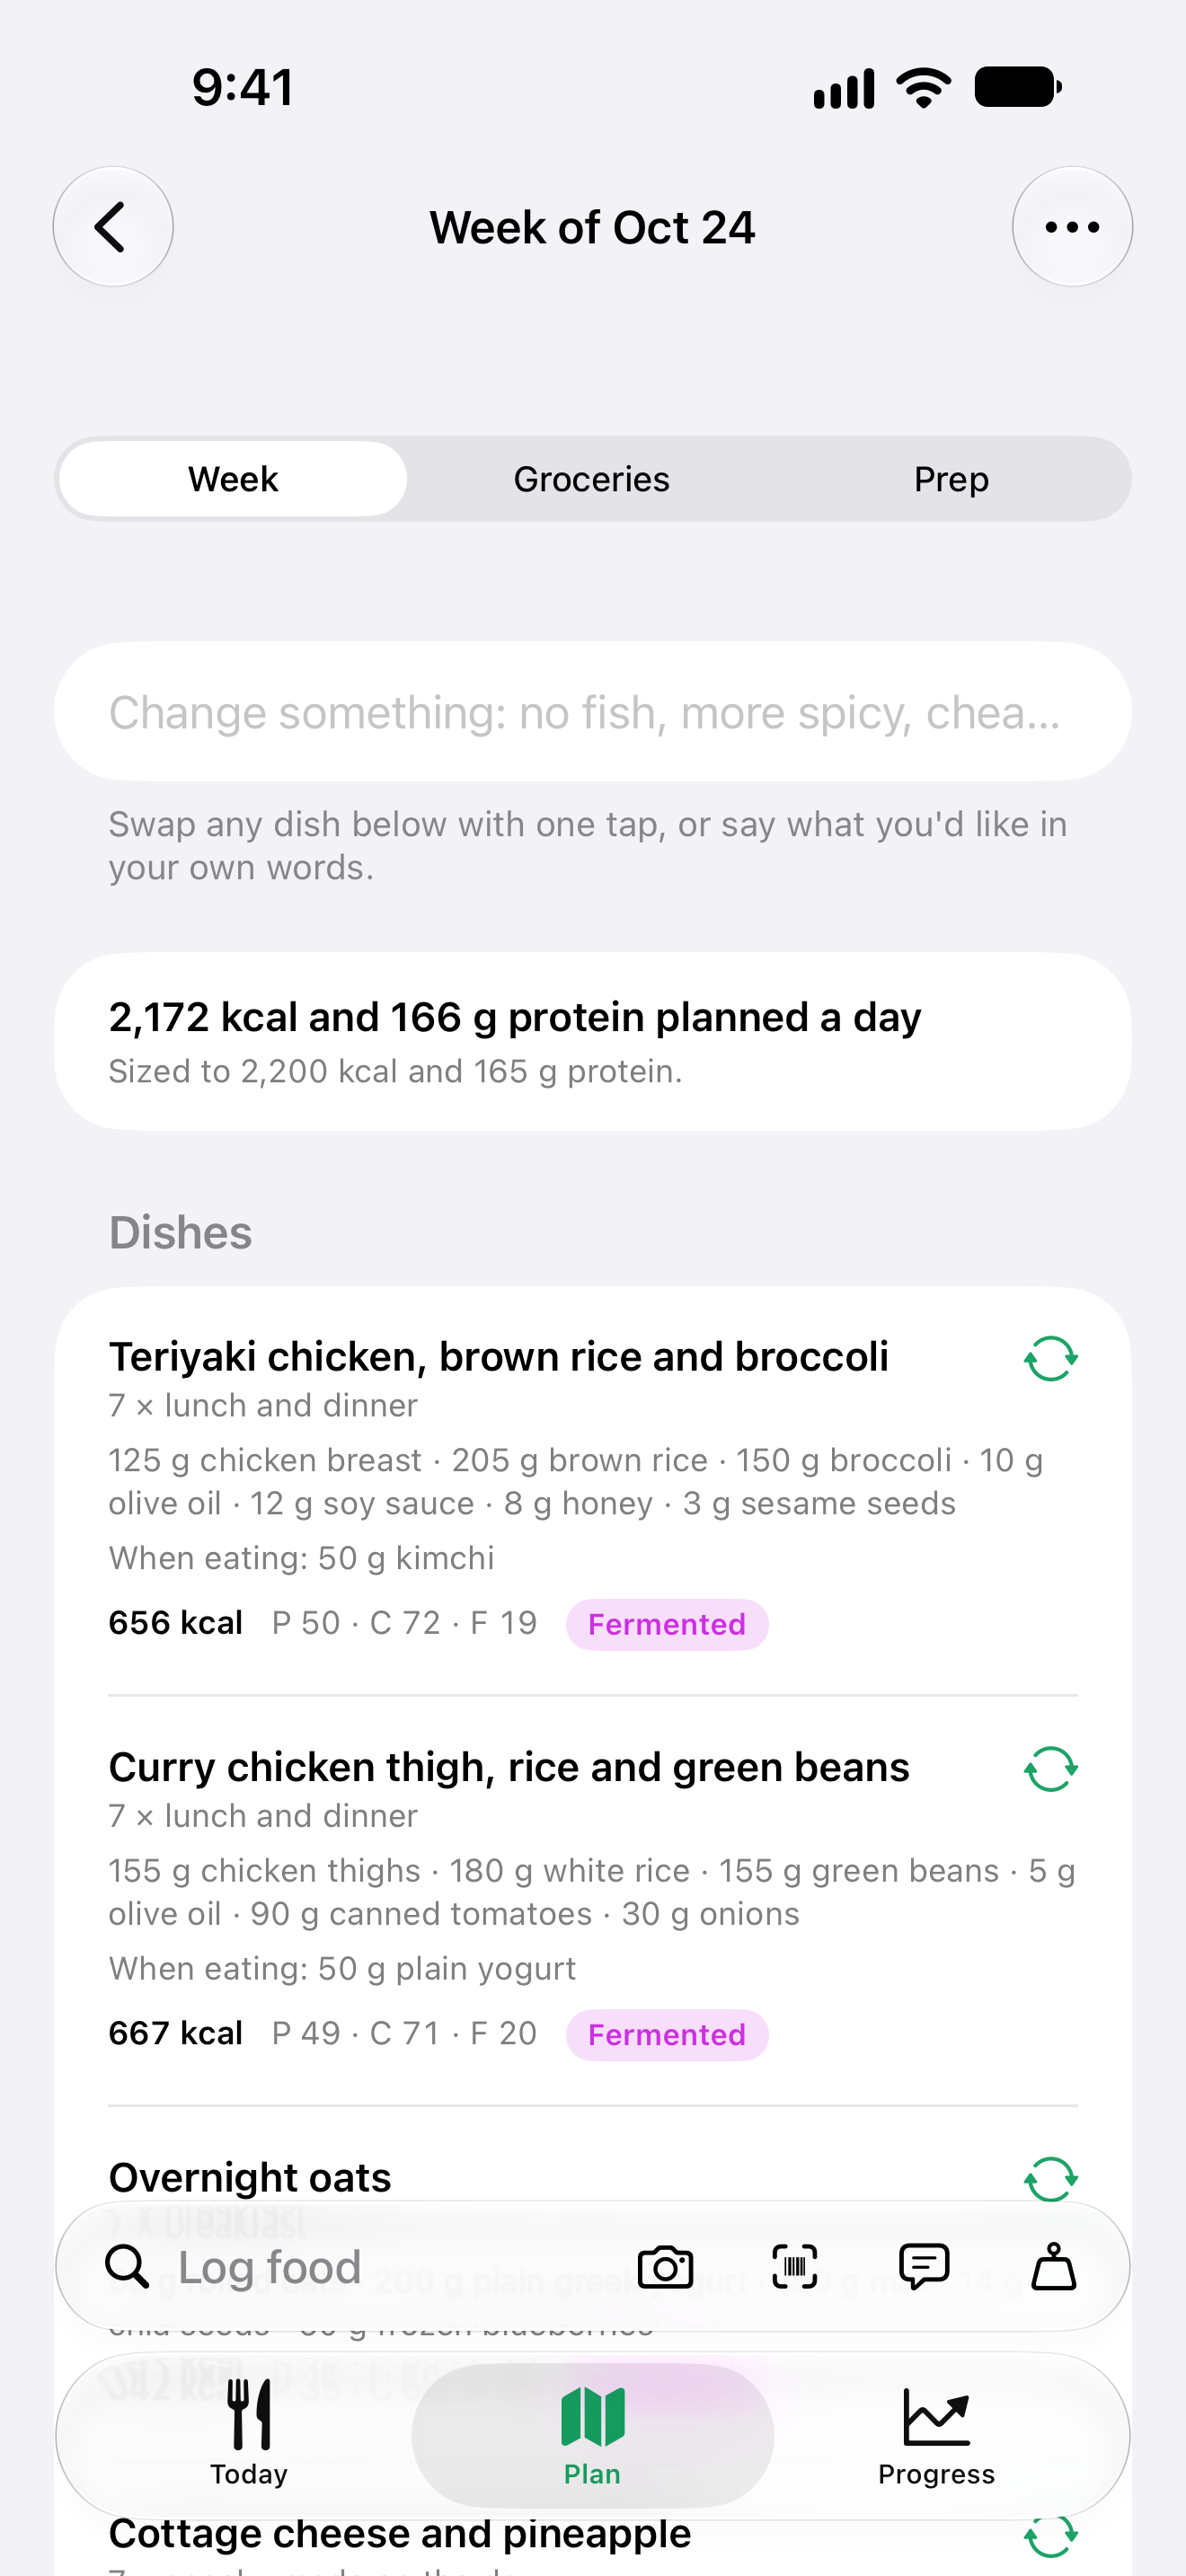 9:41
Week of Oct 24
Week
Groceries
Prep
Change something: no fish, more spicy, chea...
Swap any dish below with one tap, or say what you'd like in
your own words.
2,172 kcal and 166 g protein planned a day
Sized to 2,200 kcal and 165 g protein.
Dishes
Teriyaki chicken, brown rice and broccoli
7 × lunch and dinner
125 g chicken breast · 205 g brown rice · 150 g broccoli · 10 g
olive oil · 12 g soy sauce · 8 g honey · 3 g sesame seeds
When eating: 50 g kimchi
656 kcal P 50 · C 72 · F 19 Fermented
Curry chicken thigh, rice and green beans
7 × lunch and dinner
155 g chicken thighs · 180 g white rice · 155 g green beans · 5 g
olive oil · 90 g canned tomatoes · 30 g onions
When eating: 50 g plain yogurt
667 kcal P 49 · C 71 · F 20 Fermented
Overnight oats
Log food
Today
Plan
Progress
Cottage cheese and pineapple